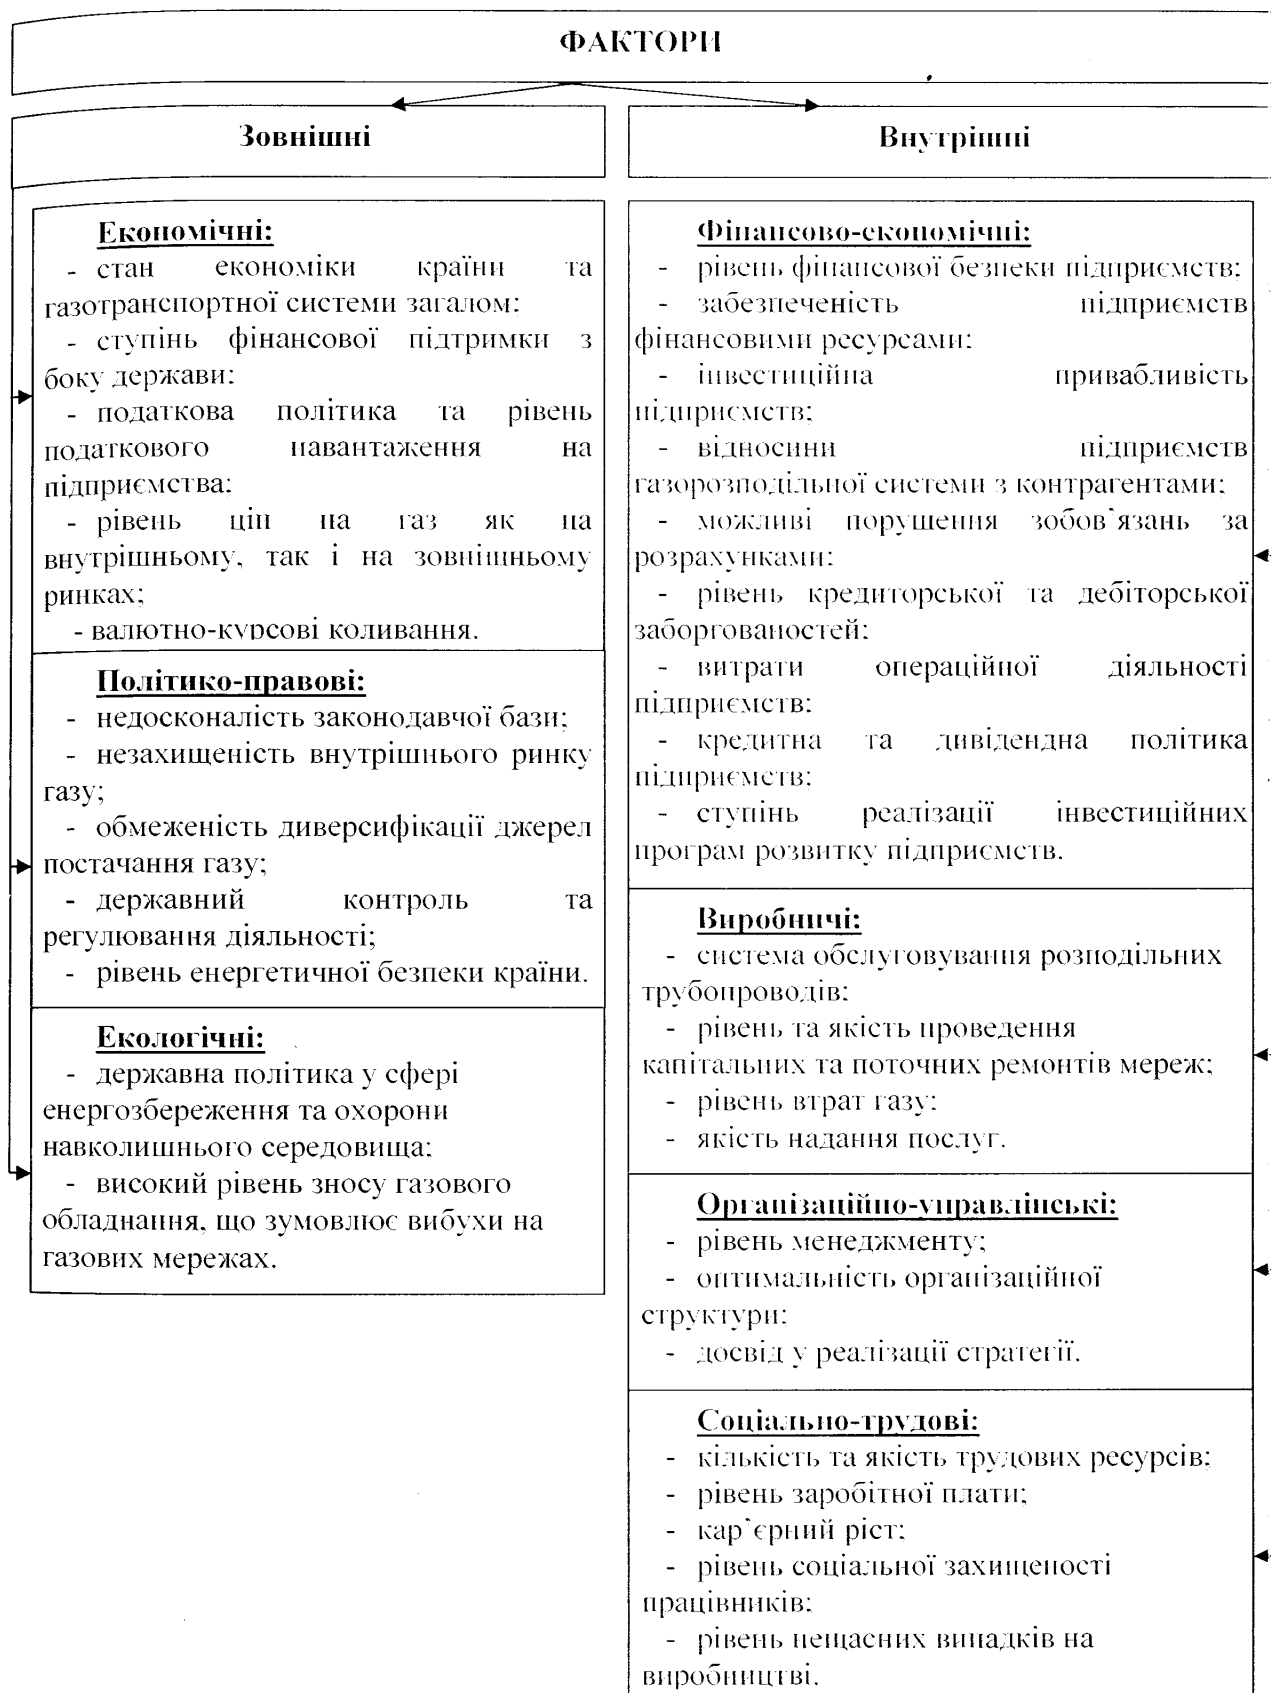 ФАКТОРИ
Зовнішні
Економічні:
- стан економіки країни та
газотранспортної системи загалом;
- ступінь фінансової підтримки з
боку держави;
- податкова політика та рівень
податкового навантаження на
підприємства;
- рівень цін на газ як на
внутрішньому, так і на зовнішньому
ринках;
- валютно-курсові коливання.
Політико-правові:
- недосконалість законодавчої бази;
- незахищеність внутрішнього ринку
газу;
- обмеженість диверсифікації джерел
постачання газу;
- державний контроль та
регулювання діяльності;
- рівень енергетичної безпеки країни.
Екологічні:
- державна політика у сфері
енергозбереження та охорони
навколишнього середовища;
- високий рівень зносу газового
обладнання, що зумовлює вибухи на
газових мережах.
Внутрішні
Фінансово-економічні:
- рівень фінансової безпеки підприємств;
- забезпеченість підприємств
фінансовими ресурсами;
- інвестиційна привабливість
підприємств;
- відносини підприємств
газорозподільної системи з контрагентами;
- можливі порушення зобов'язань за
розрахунками;
- рівень кредиторської та дебіторської
заборгованостей;
- витрати операційної діяльності
підприємств;
- кредитна та дивідендна політика
підприємств;
- ступінь реалізації інвестиційних
програм розвитку підприємств.
Виробничі:
- система обслуговування розподільних
трубопроводів;
- рівень та якість проведення
капітальних та поточних ремонтів мереж;
- рівень втрат газу;
- якість надання послуг.
Організаційно-управлінські:
- рівень менеджменту;
- оптимальність організаційної
структури;
- досвід у реалізації стратегії.
Соціально-трудові:
- кількість та якість трудових ресурсів;
- рівень заробітної плати;
- кар'єрний ріст;
- рівень соціальної захищеності
працівників;
- рівень нещасних випадків на
виробництві.